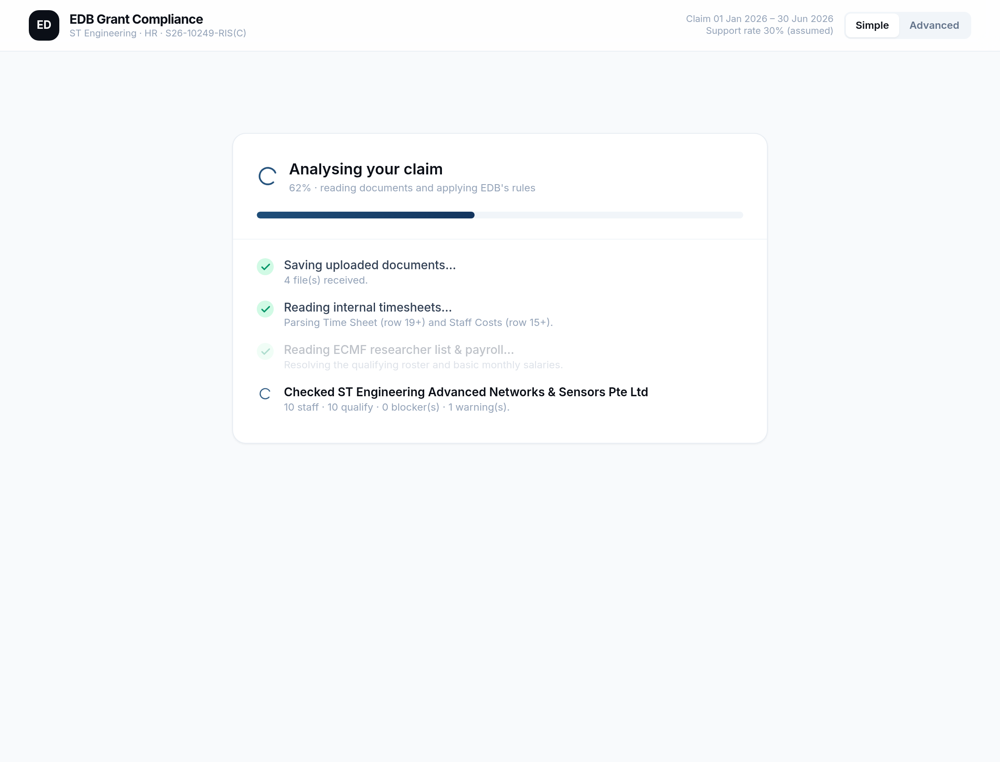 ED
EDB Grant Compliance
ST Engineering · HR · S26-10249-RIS(C)
Claim 01 Jan 2026 – 30 Jun 2026
Support rate 30% (assumed)
Simple
Advanced
Analysing your claim
62% · reading documents and applying EDB's rules
Saving uploaded documents…
4 file(s) received.
Reading internal timesheets…
Parsing Time Sheet (row 19+) and Staff Costs (row 15+).
Reading ECMF researcher list & payroll…
Resolving the qualifying roster and basic monthly salaries.
Checked ST Engineering Advanced Networks & Sensors Pte Ltd
10 staff · 10 qualify · 0 blocker(s) · 1 warning(s).